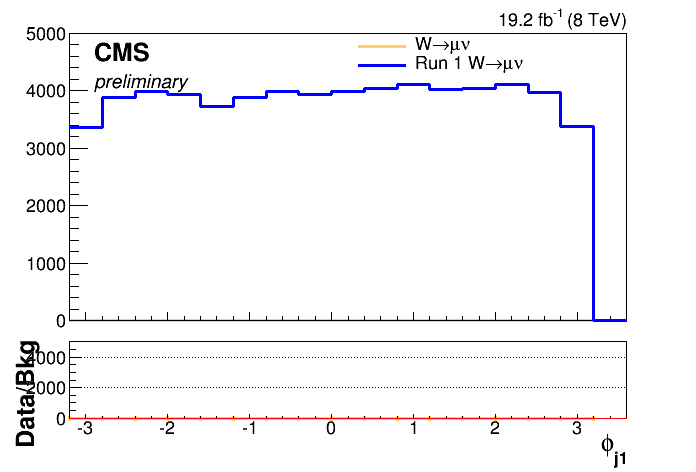 19.2 fb⁻¹ (8 TeV)
CMS
preliminary
W→μν
Run 1 W→μν
5000
4000
3000
2000
1000
0
Data/Bkg
4000
2000
0
-3 -2 -1 0 1 2 3
ϕj1